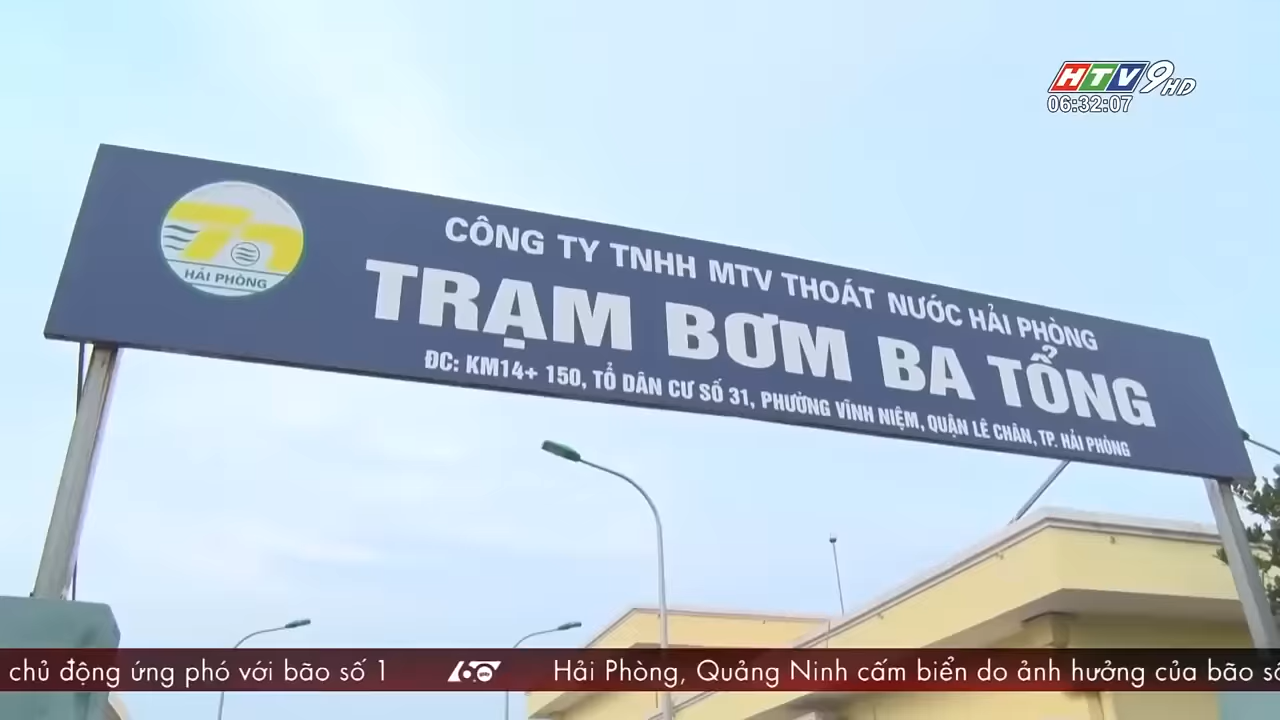 HTV9 HD
06:32:07
HẢI PHÒNG
CÔNG TY TNHH MTV THOÁT NƯỚC HẢI PHÒNG
TRẠM BƠM BA TỔNG
ĐC: KM14+ 150, TỔ DÂN CƯ SỐ 31, PHƯỜNG VĨNH NIỆM, QUẬN LÊ CHÂN, TP. HẢI PHÒNG
chủ động ứng phó với bão số 1
Hải Phòng, Quảng Ninh cấm biển do ảnh hưởng của bão